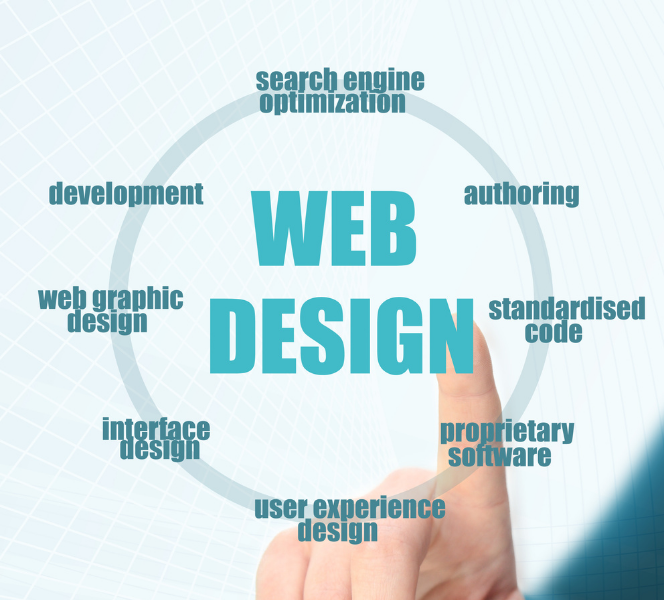 search engine
optimization
development
authoring
WEB
DESIGN
web graphic
design
standardised
code
interface
design
proprietary
software
user experience
design